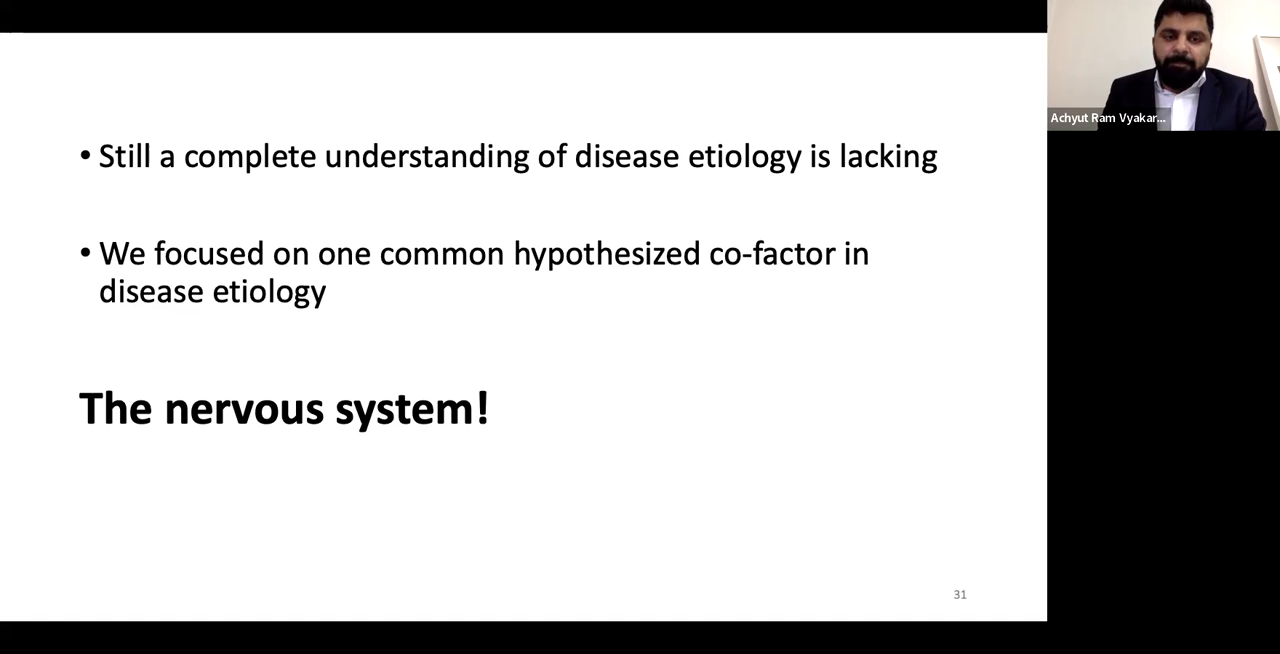 • Still a complete understanding of disease etiology is lacking
• We focused on one common hypothesized co-factor in
disease etiology
The nervous system!
31
Achyut Ram Vyakar...